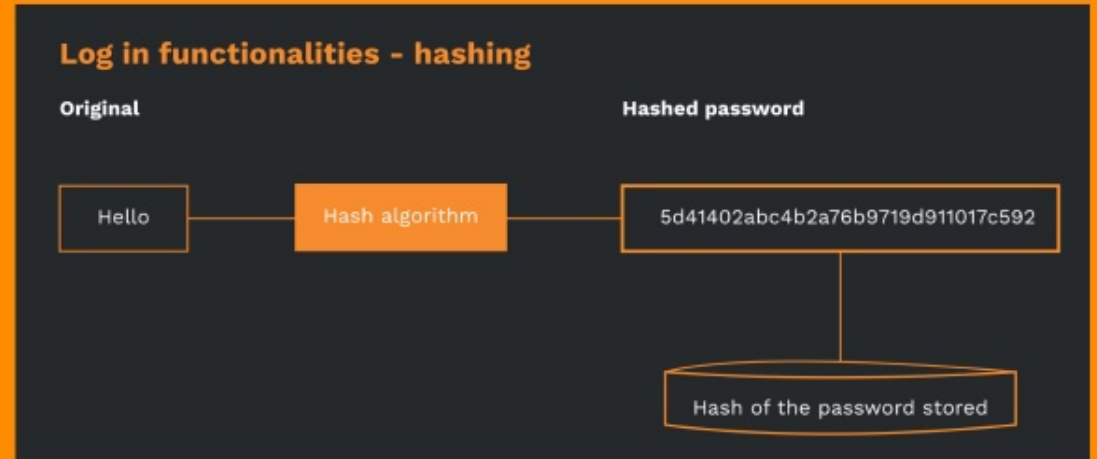 Log in functionalities - hashing
Original
Hashed password
Hello
Hash algorithm
5d41402abc4b2a76b9719d911017c592
Hash of the password stored